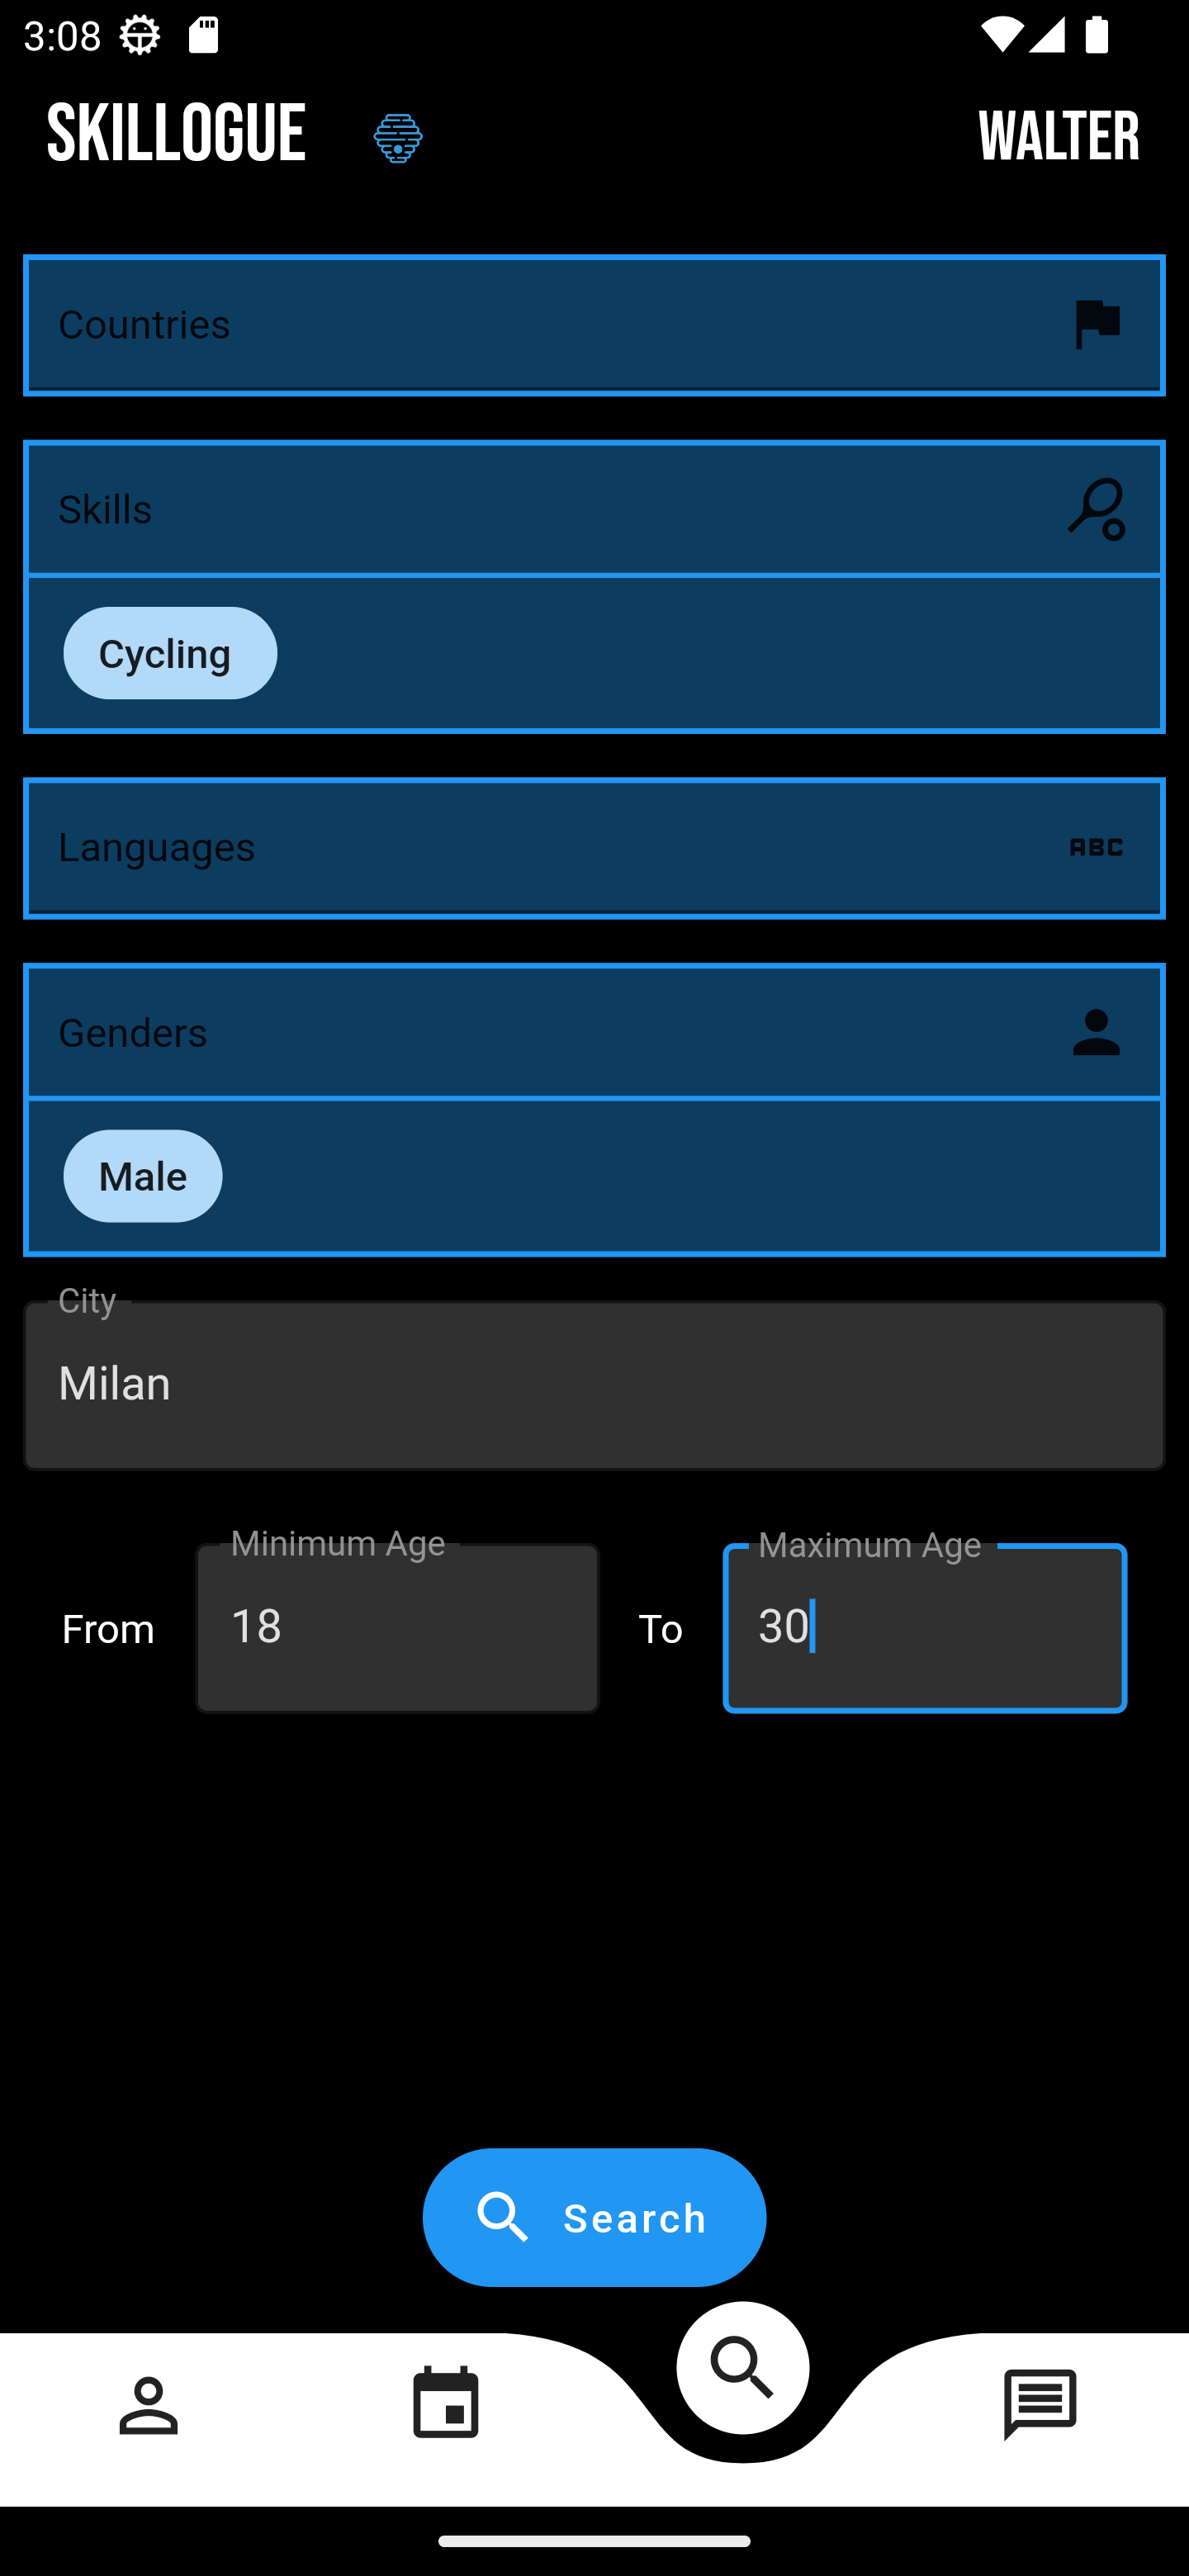 3:08
SKILLOGUE WALTER
Countries
Skills
Cycling
Languages
ABC
Genders
Male
City
Milan
Minimum Age Maximum Age
From 18 To 30
Search